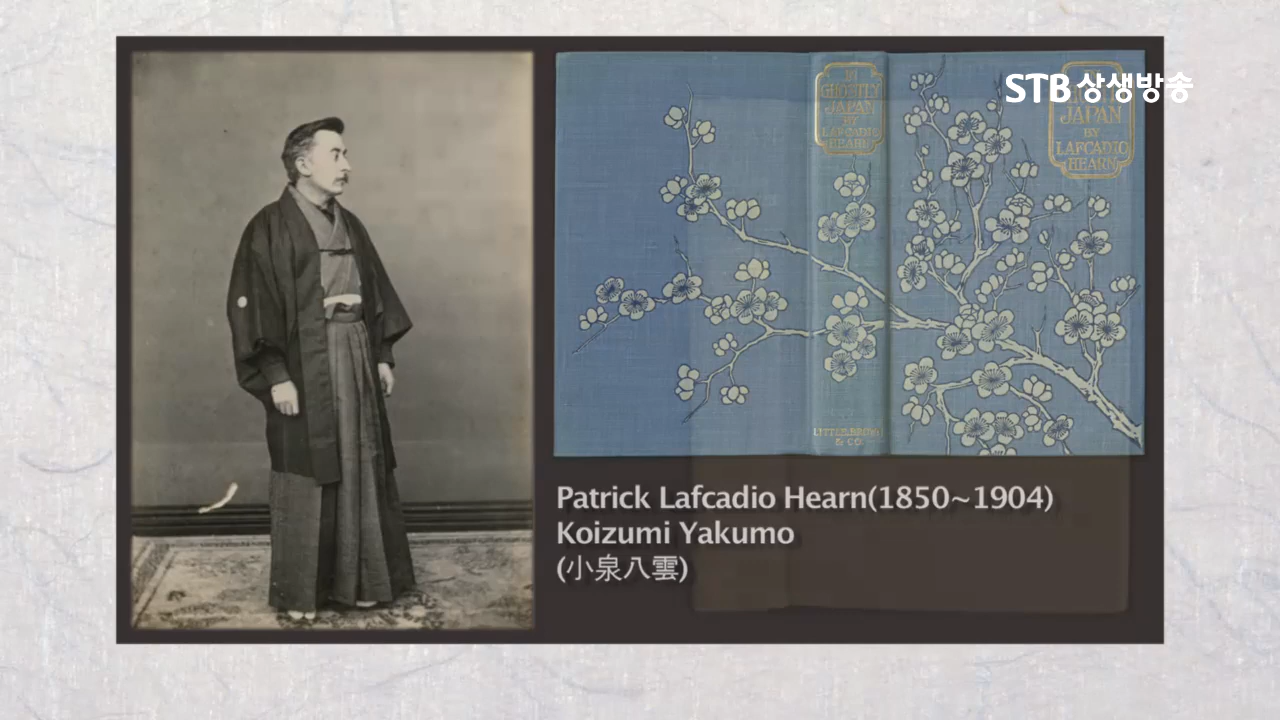 STB 상생방송
IN
GHOSTLY
JAPAN
BY
LAFCADIO
HEARN
LITTLE·BROWN
& CO.
JAPAN
BY
LAFCADIO
HEARN
Patrick Lafcadio Hearn(1850~1904)
Koizumi Yakumo
(小泉八雲)